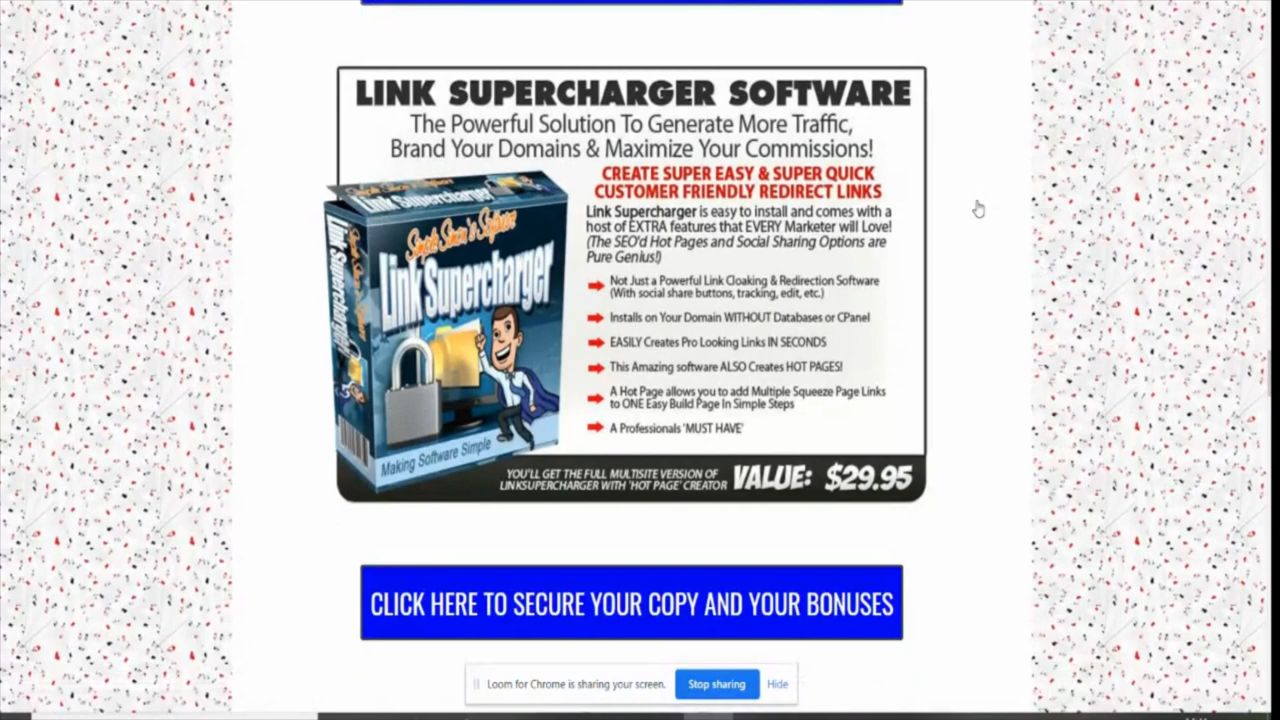 LINK SUPERCHARGER SOFTWARE
The Powerful Solution To Generate More Traffic,
Brand Your Domains & Maximize Your Commissions!
CREATE SUPER EASY & SUPER QUICK
CUSTOMER FRIENDLY REDIRECT LINKS
Link Supercharger is easy to install and comes with a
host of EXTRA features that EVERY Marketer will Love!
(The SEO'd Hot Pages and Social Sharing Options are
Pure Genius!)
Not Just a Powerful Link Cloaking & Redirection Software
(With social share buttons, tracking, edit, etc.)
Installs on Your Domain WITHOUT Databases or CPanel
EASILY Creates Pro Looking Links IN SECONDS
This Amazing software ALSO Creates HOT PAGES!
A Hot Page allows you to add Multiple Squeeze Page Links
to ONE Easy Build Page In Simple Steps
A Professionals 'MUST HAVE'
Link Supercharger
Simple Simon's Software
Link Supercharger
Link Supercharger
Making Software Simple
YOU'LL GET THE FULL MULTISITE VERSION OF
LINKSUPERCHARGER WITH 'HOT PAGE' CREATOR
VALUE: $29.95
CLICK HERE TO SECURE YOUR COPY AND YOUR BONUSES
Loom for Chrome is sharing your screen.
Stop sharing
Hide